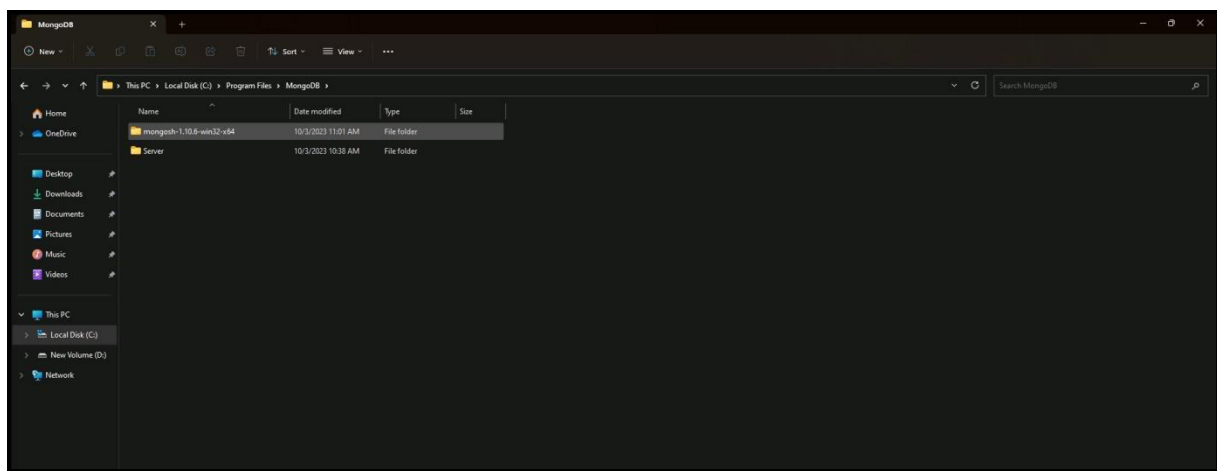 MongoDB
New
Sort
View
This PC > Local Disk (C:) > Program Files > MongoDB >
Search MongoDB
Home
OneDrive
Desktop
Downloads
Documents
Pictures
Music
Videos
This PC
Local Disk (C:)
New Volume (D:)
Network
Name Date modified Type Size
mongosh-1.10.6-win32-x64 10/3/2023 11:01 AM File folder
Server 10/3/2023 10:38 AM File folder